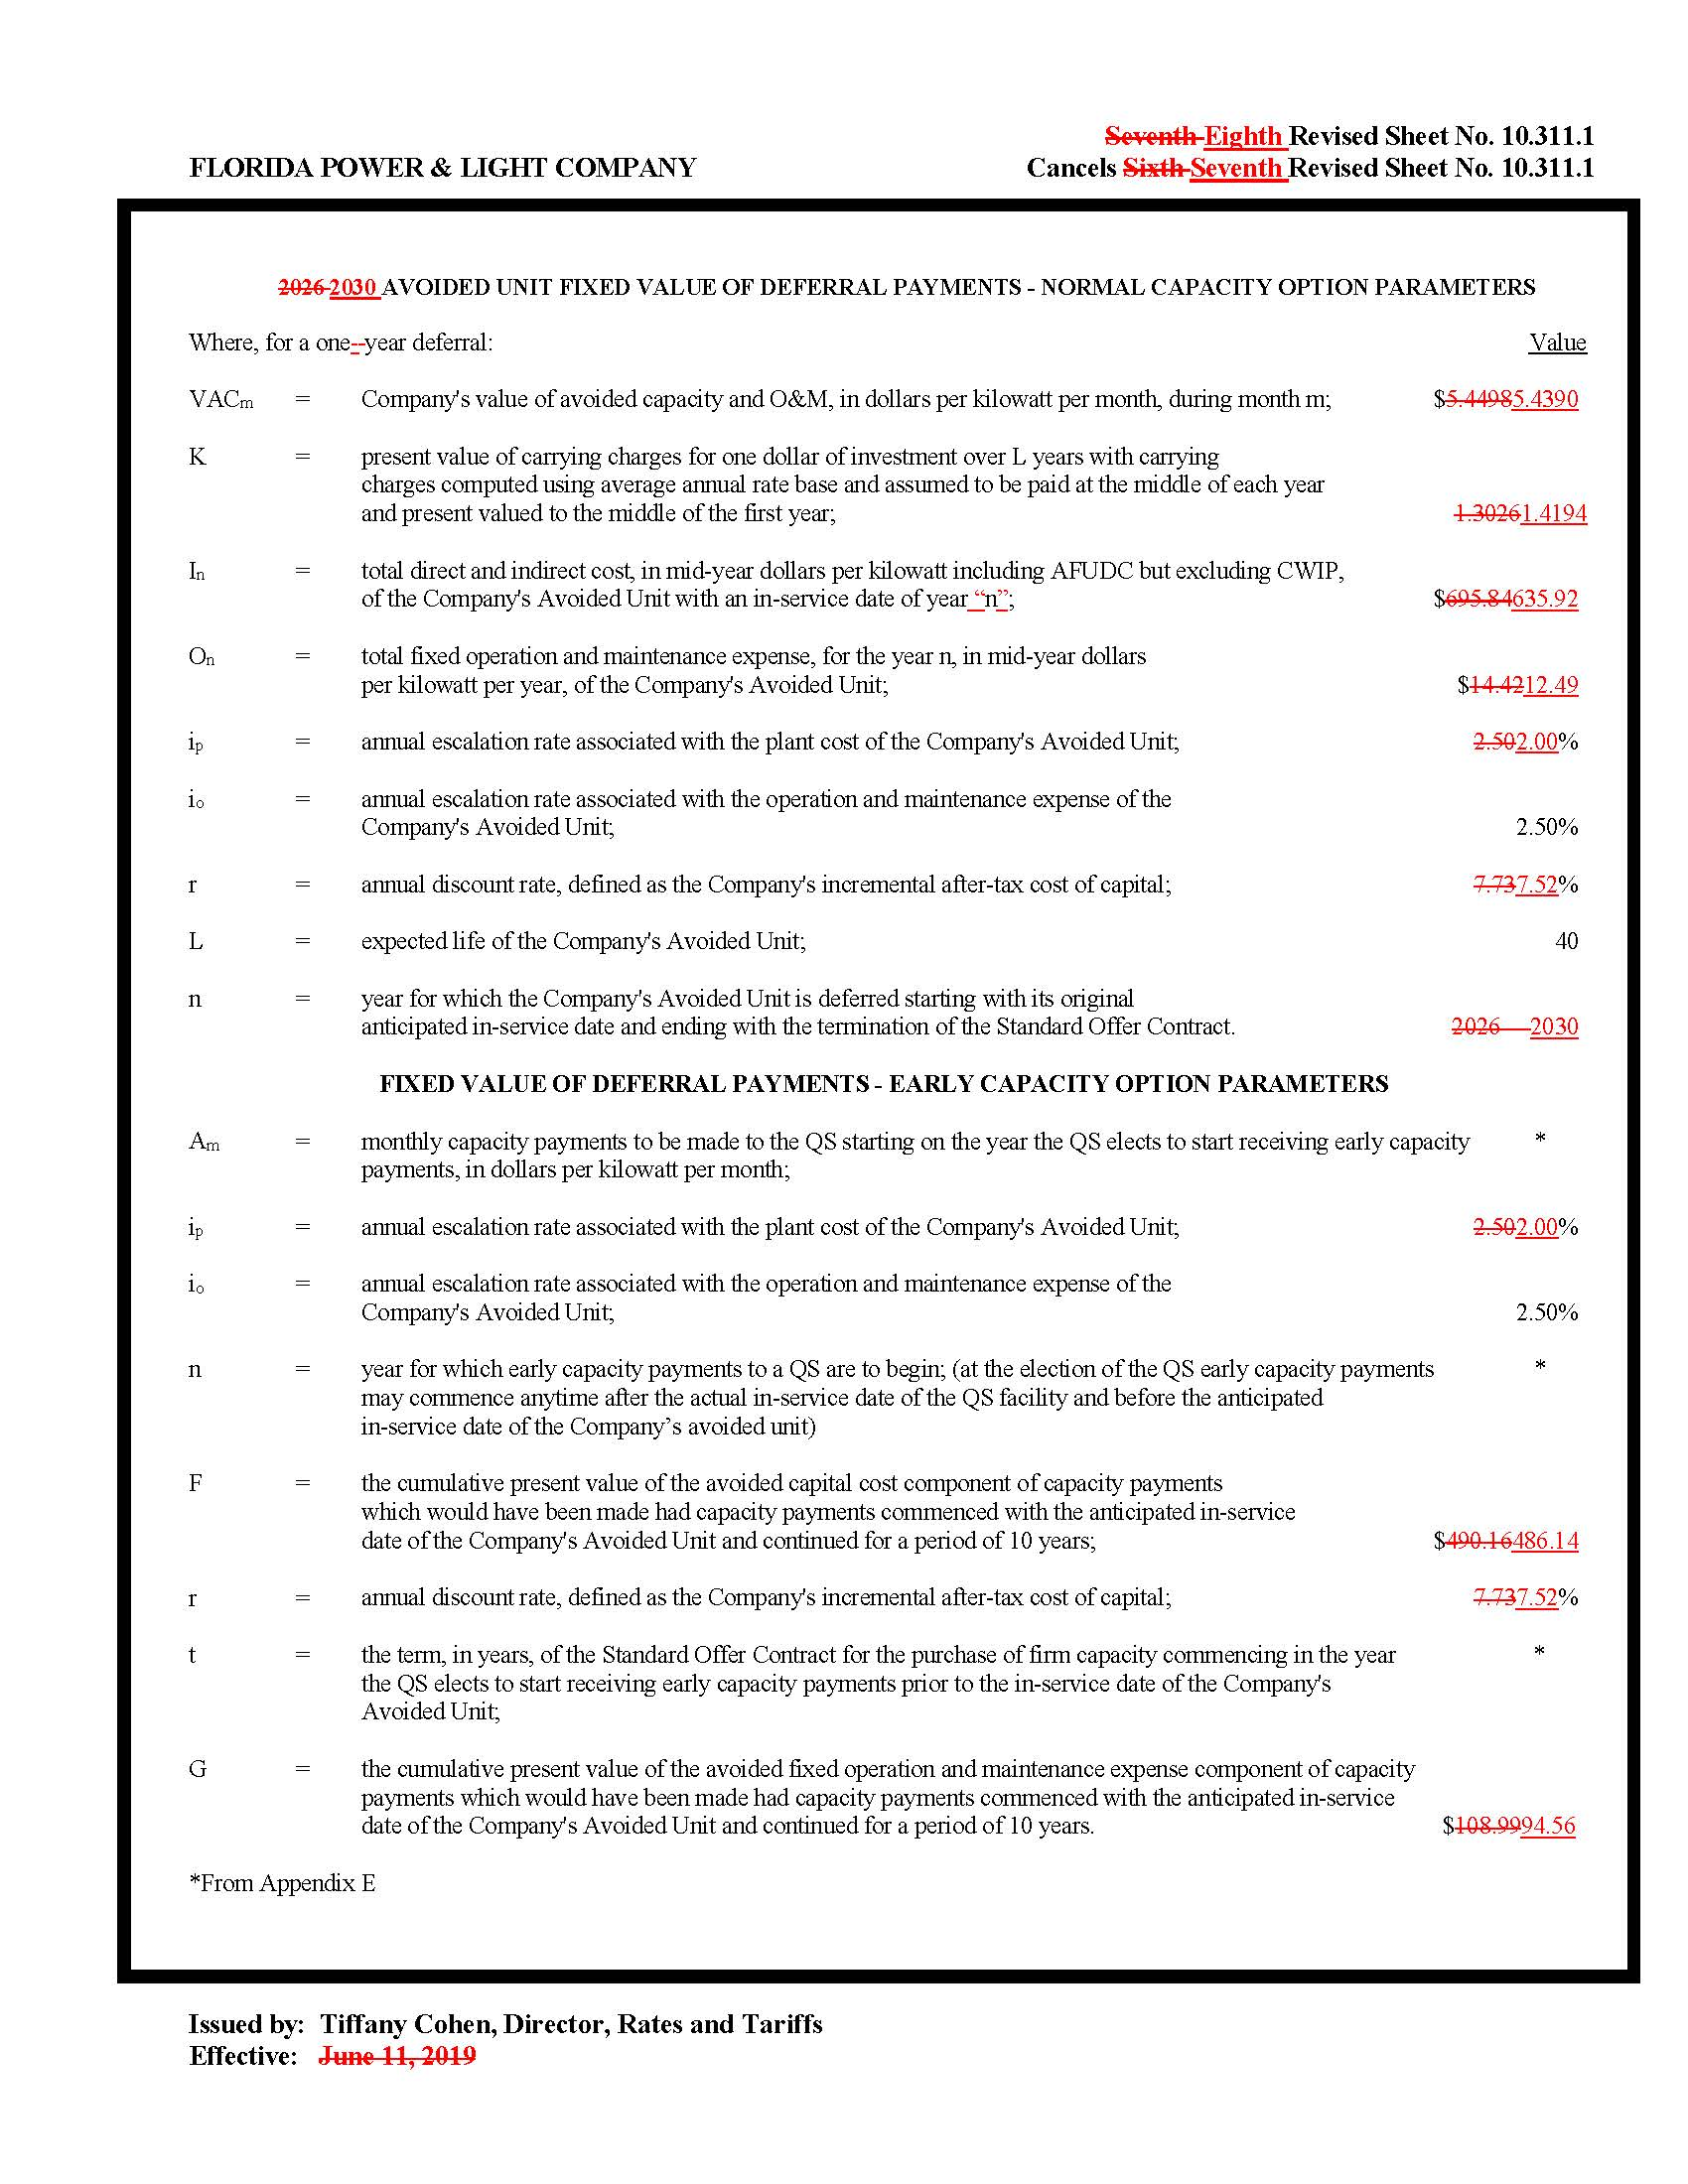 Seventh Eighth Revised Sheet No. 10.311.1
FLORIDA POWER & LIGHT COMPANY Cancels Sixth Seventh Revised Sheet No. 10.311.1
2026 2030 AVOIDED UNIT FIXED VALUE OF DEFERRAL PAYMENTS - NORMAL CAPACITY OPTION PARAMETERS
Where, for a one--year deferral: Value
VACm = Company's value of avoided capacity and O&M, in dollars per kilowatt per month, during month m; $5.44985.4390
K = present value of carrying charges for one dollar of investment over L years with carrying
charges computed using average annual rate base and assumed to be paid at the middle of each year
and present valued to the middle of the first year; 1.30261.4194
In = total direct and indirect cost, in mid-year dollars per kilowatt including AFUDC but excluding CWIP,
of the Company's Avoided Unit with an in-service date of year “n”; $695.84635.92
On = total fixed operation and maintenance expense, for the year n, in mid-year dollars
per kilowatt per year, of the Company's Avoided Unit; $14.4212.49
ip = annual escalation rate associated with the plant cost of the Company's Avoided Unit; 2.502.00%
io = annual escalation rate associated with the operation and maintenance expense of the
Company's Avoided Unit; 2.50%
r = annual discount rate, defined as the Company's incremental after-tax cost of capital; 7.737.52%
L = expected life of the Company's Avoided Unit; 40
n = year for which the Company's Avoided Unit is deferred starting with its original
anticipated in-service date and ending with the termination of the Standard Offer Contract. 2026 2030
FIXED VALUE OF DEFERRAL PAYMENTS - EARLY CAPACITY OPTION PARAMETERS
Am = monthly capacity payments to be made to the QS starting on the year the QS elects to start receiving early capacity *
payments, in dollars per kilowatt per month;
ip = annual escalation rate associated with the plant cost of the Company's Avoided Unit; 2.502.00%
io = annual escalation rate associated with the operation and maintenance expense of the
Company's Avoided Unit; 2.50%
n = year for which early capacity payments to a QS are to begin; (at the election of the QS early capacity payments *
may commence anytime after the actual in-service date of the QS facility and before the anticipated
in-service date of the Company’s avoided unit)
F = the cumulative present value of the avoided capital cost component of capacity payments
which would have been made had capacity payments commenced with the anticipated in-service
date of the Company's Avoided Unit and continued for a period of 10 years; $490.16486.14
r = annual discount rate, defined as the Company's incremental after-tax cost of capital; 7.737.52%
t = the term, in years, of the Standard Offer Contract for the purchase of firm capacity commencing in the year *
the QS elects to start receiving early capacity payments prior to the in-service date of the Company's
Avoided Unit;
G = the cumulative present value of the avoided fixed operation and maintenance expense component of capacity
payments which would have been made had capacity payments commenced with the anticipated in-service
date of the Company's Avoided Unit and continued for a period of 10 years. $108.9994.56
*From Appendix E
Issued by: Tiffany Cohen, Director, Rates and Tariffs
Effective: June 11, 2019